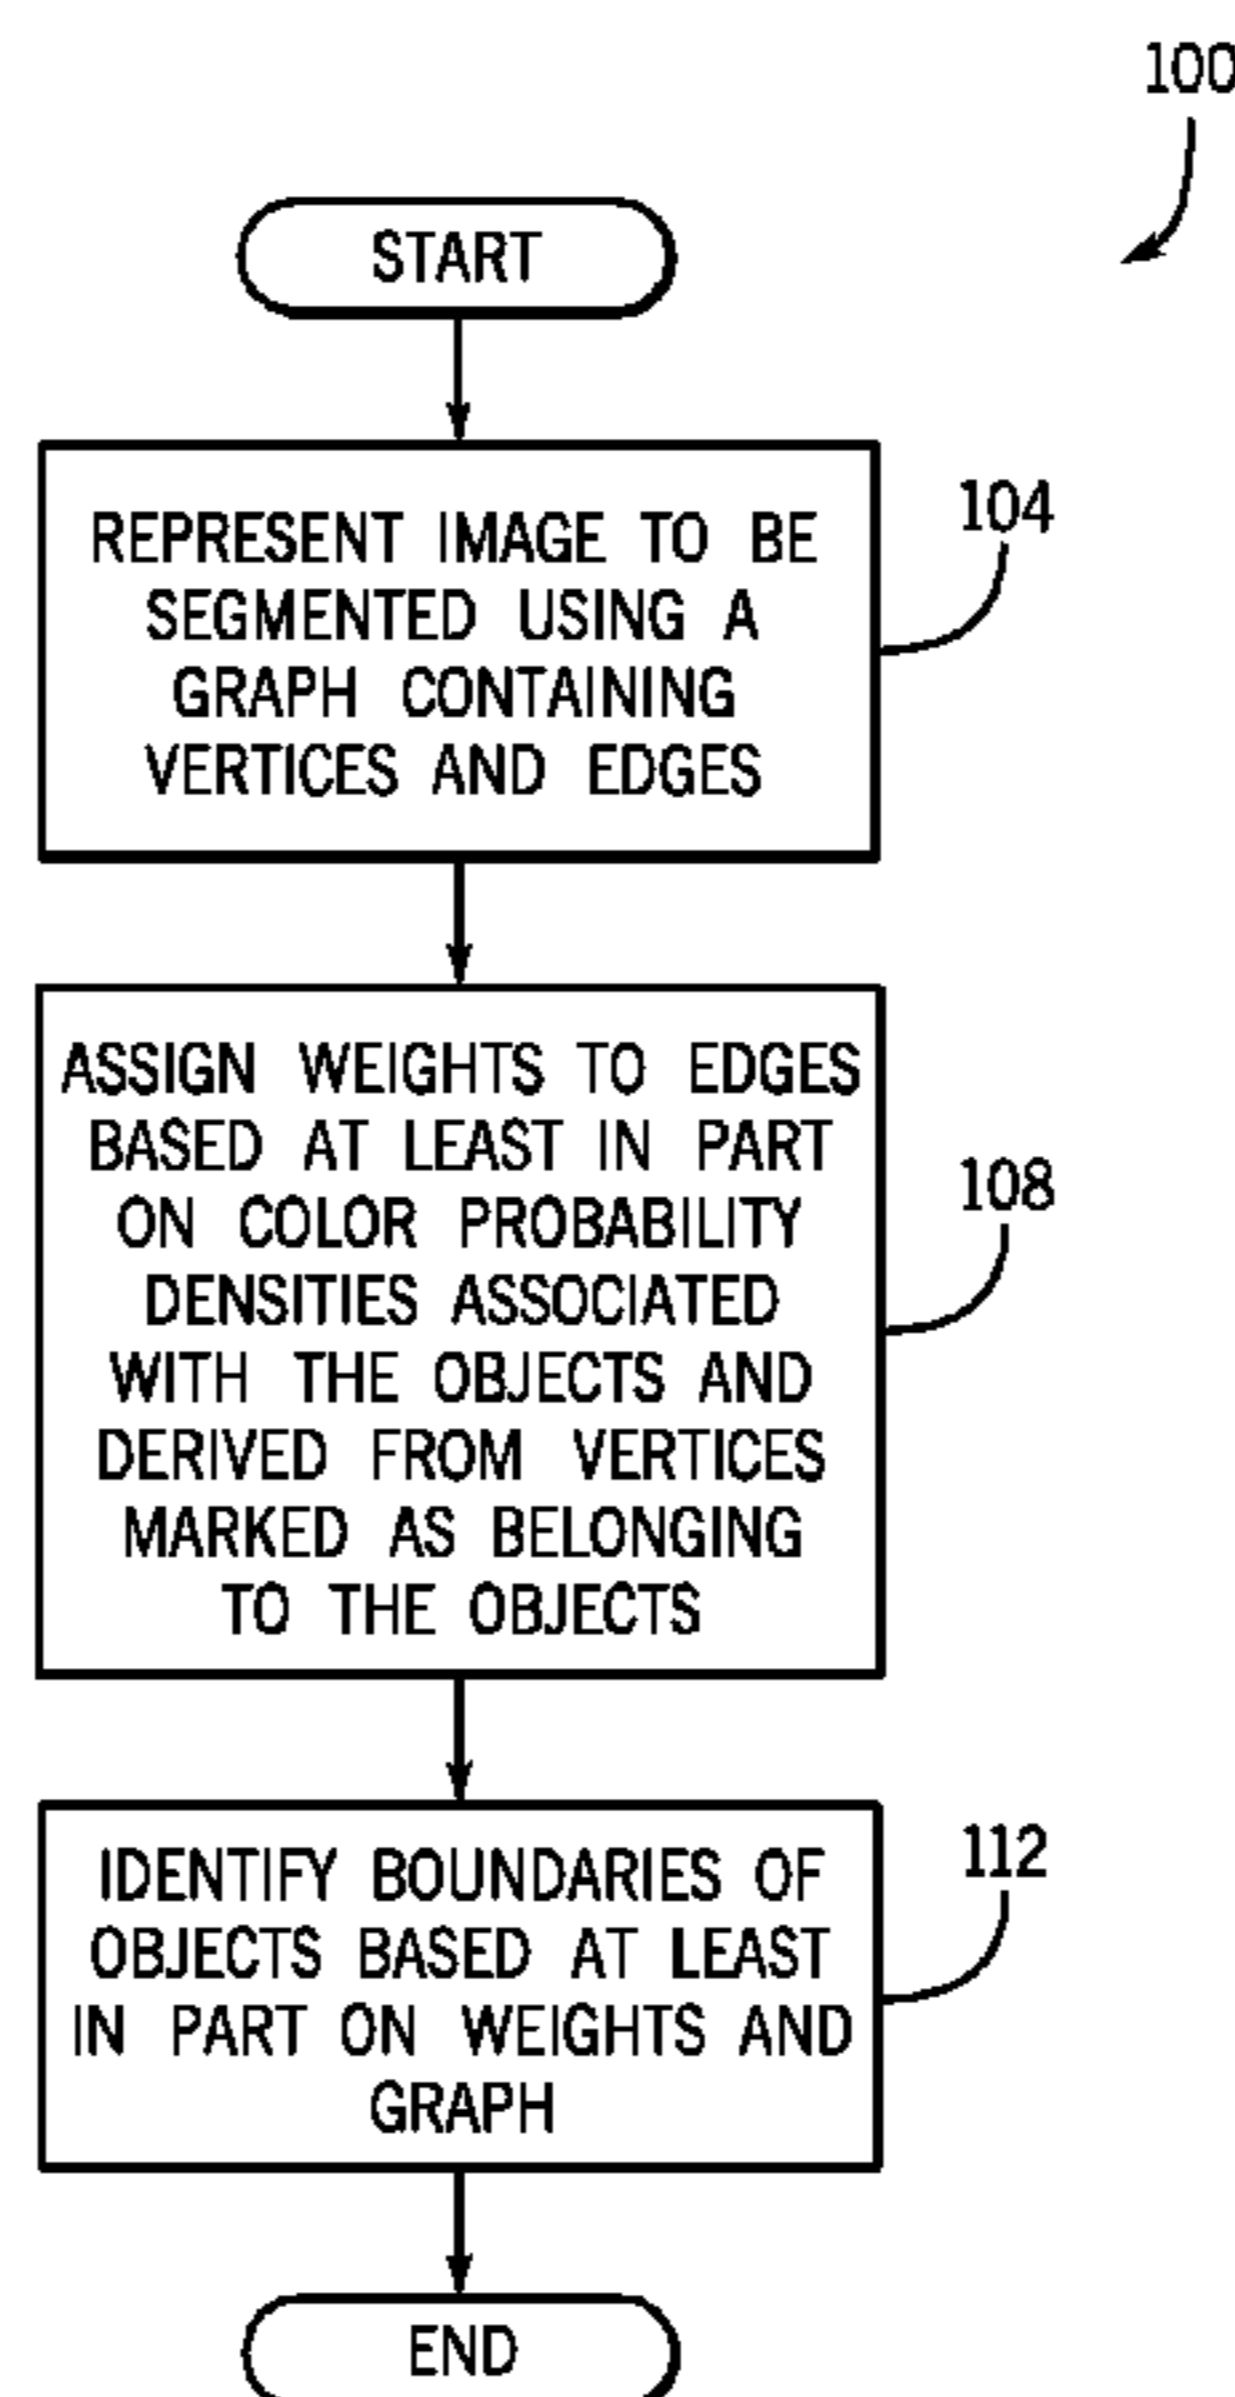 100
START
REPRESENT IMAGE TO BE
SEGMENTED USING A
GRAPH CONTAINING
VERTICES AND EDGES
104
ASSIGN WEIGHTS TO EDGES
BASED AT LEAST IN PART
ON COLOR PROBABILITY
DENSITIES ASSOCIATED
WITH THE OBJECTS AND
DERIVED FROM VERTICES
MARKED AS BELONGING
TO THE OBJECTS
108
IDENTIFY BOUNDARIES OF
OBJECTS BASED AT LEAST
IN PART ON WEIGHTS AND
GRAPH
112
END